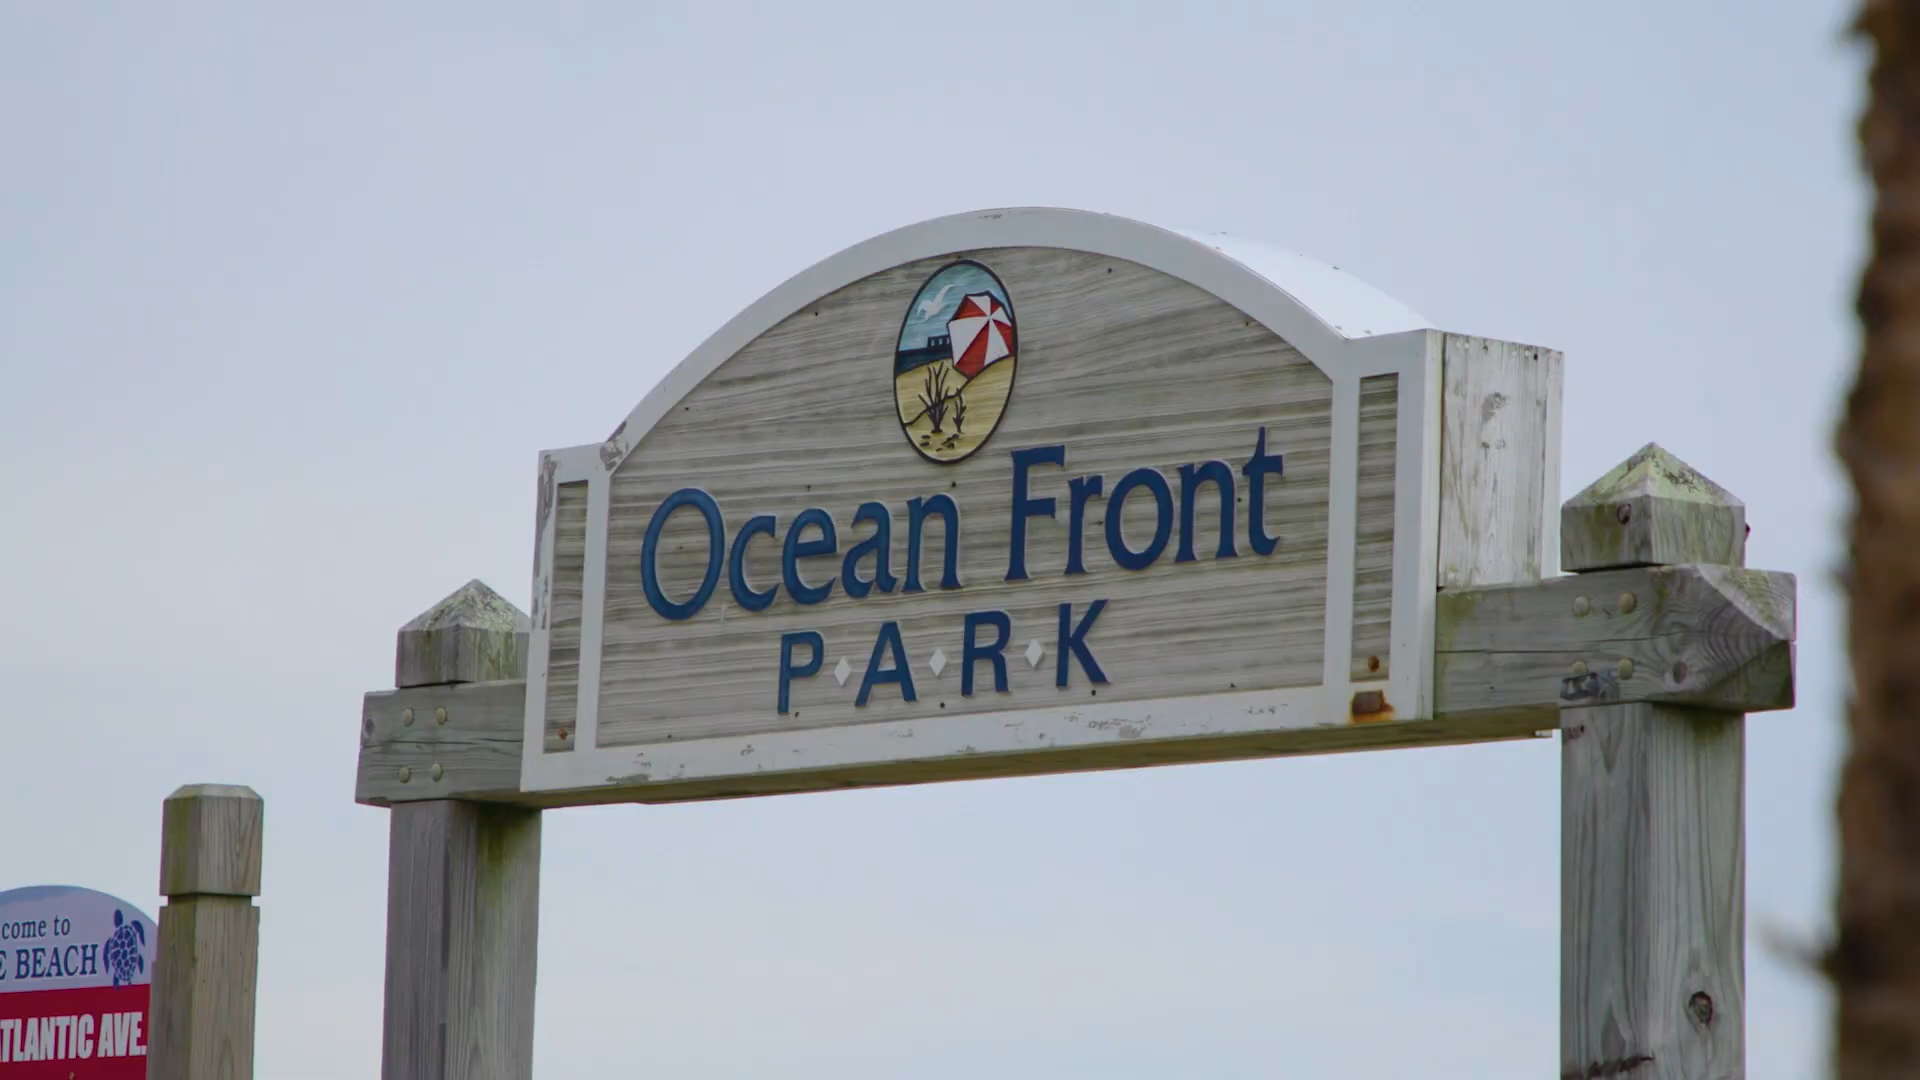 Ocean Front
P A R K
come to
E BEACH
ATLANTIC AVE.